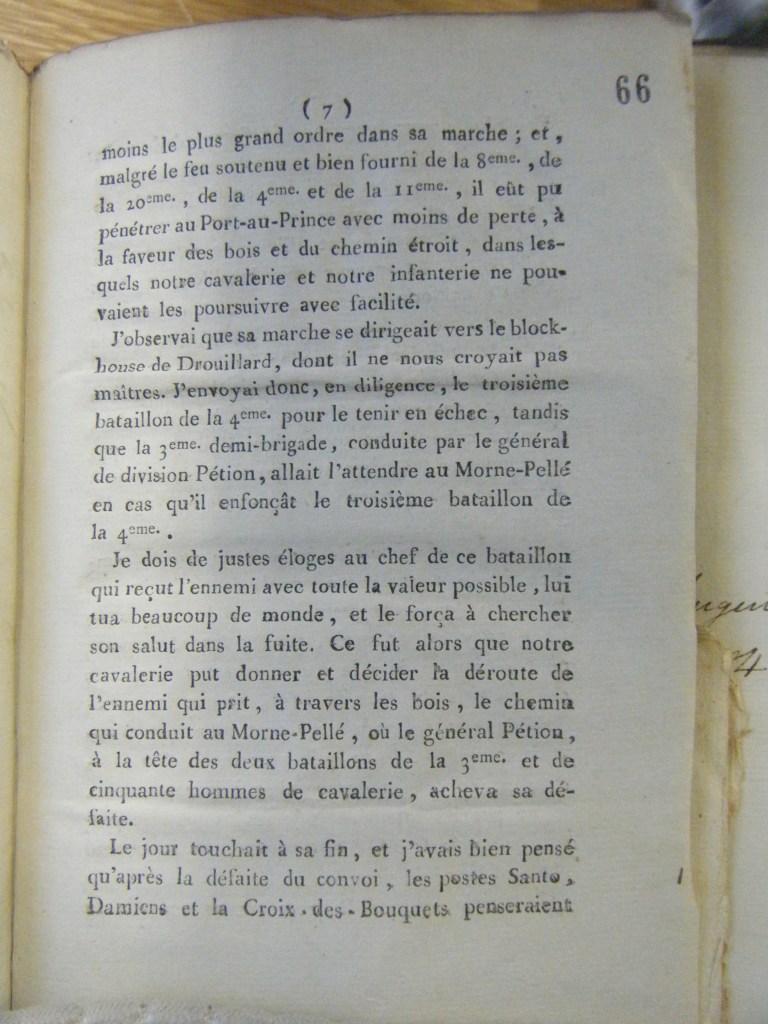 66
( 7 )
moins le plus grand ordre dans sa marche ; et,
malgré le feu soutenu et bien fourni de la 8eme. , de
la 20eme. , de la 4eme. et de la 11eme. , il eût pu
pénétrer au Port-au-Prince avec moins de perte, à
la faveur des bois et du chemin étroit, dans les-
quels notre cavalerie et notre infanterie ne pou-
vaient les poursuivre avec facilité.
J'observai que sa marche se dirigeait vers le block-
house de Drouillard, dont il ne nous croyait pas
maîtres. J'envoyai donc, en diligence, le troisième
bataillon de la 4eme. pour le tenir en échec, tandis
que la 3eme. demi-brigade, conduite par le général
de division Pétion, allait l'attendre au Morne-Pellé
en cas qu'il enfonçât le troisième bataillon de
la 4eme. .
Je dois de justes éloges au chef de ce bataillon
qui reçut l'ennemi avec toute la valeur possible, lui
tua beaucoup de monde, et le força à chercher
son salut dans la fuite. Ce fut alors que notre
cavalerie put donner et décider la déroute de
l'ennemi qui prit, à travers les bois, le chemin
qui conduit au Morne-Pellé, où le général Pétion,
à la tête des deux bataillons de la 3eme. et de
cinquante hommes de cavalerie, acheva sa dé-
faite.
Le jour touchait à sa fin, et j'avais bien pensé
qu'après la défaite du convoi, les postes Santo,
Damiens et la Croix-des-Bouquets penseraient